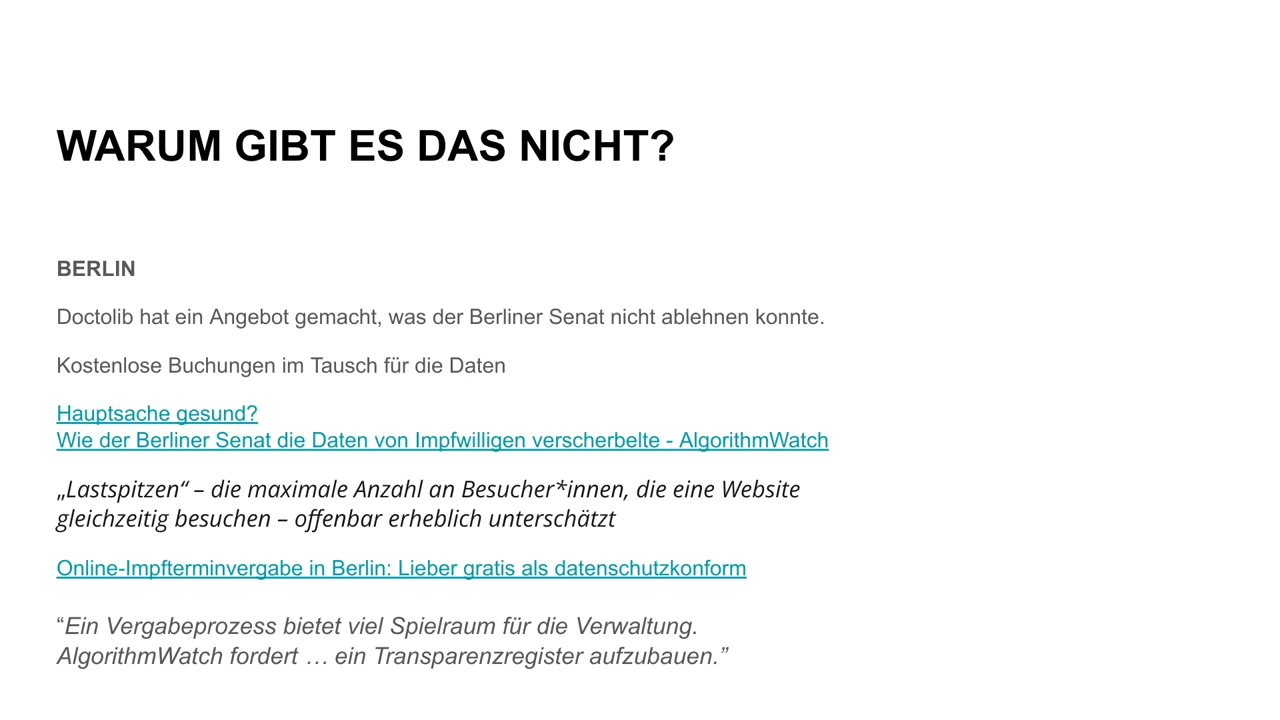 WARUM GIBT ES DAS NICHT?
BERLIN
Doctolib hat ein Angebot gemacht, was der Berliner Senat nicht ablehnen konnte.
Kostenlose Buchungen im Tausch für die Daten
Hauptsache gesund?
Wie der Berliner Senat die Daten von Impfwilligen verscherbelte - AlgorithmWatch
„Lastspitzen“ – die maximale Anzahl an Besucher*innen, die eine Website
gleichzeitig besuchen – offenbar erheblich unterschätzt
Online-Impfterminvergabe in Berlin: Lieber gratis als datenschutzkonform
“Ein Vergabeprozess bietet viel Spielraum für die Verwaltung.
AlgorithmWatch fordert … ein Transparenzregister aufzubauen.”